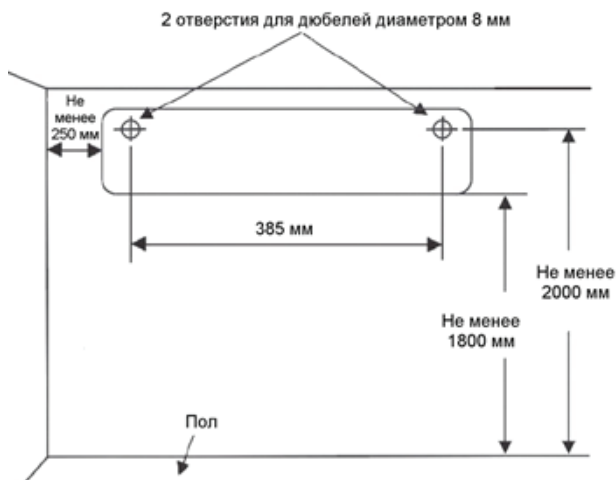 2 отверстия для дюбелей диаметром 8 мм
Не
менее
250 мм
385 мм
Не менее
2000 мм
Не менее
1800 мм
Пол